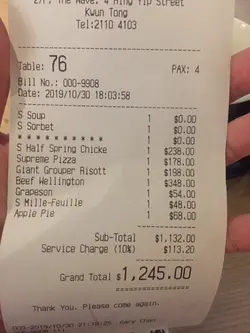 2/F, The Wave, 4 Hing Yip Street
Kwun Tong
Tel:2110 4103
Table: 76 PAX: 4
Bill No.: 000-9908
Date: 2019/10/30 18:03:58
S Soup 1 $0.00
S Sorbet 1 $0.00
* * * * * * * * * * 1 $0.00
S Half Spring Chicke 1 $238.00
Supreme Pizza 1 $178.00
Giant Grouper Risott 1 $198.00
Beef Wellington 1 $348.00
Grapeson 1 $54.00
S Mille-Feuille 1 $48.00
Apple Pie 1 $68.00
Sub-Total $1,132.00
Service Charge (10%) $113.20
Grand Total $1,245.00
Thank You. Please come again.